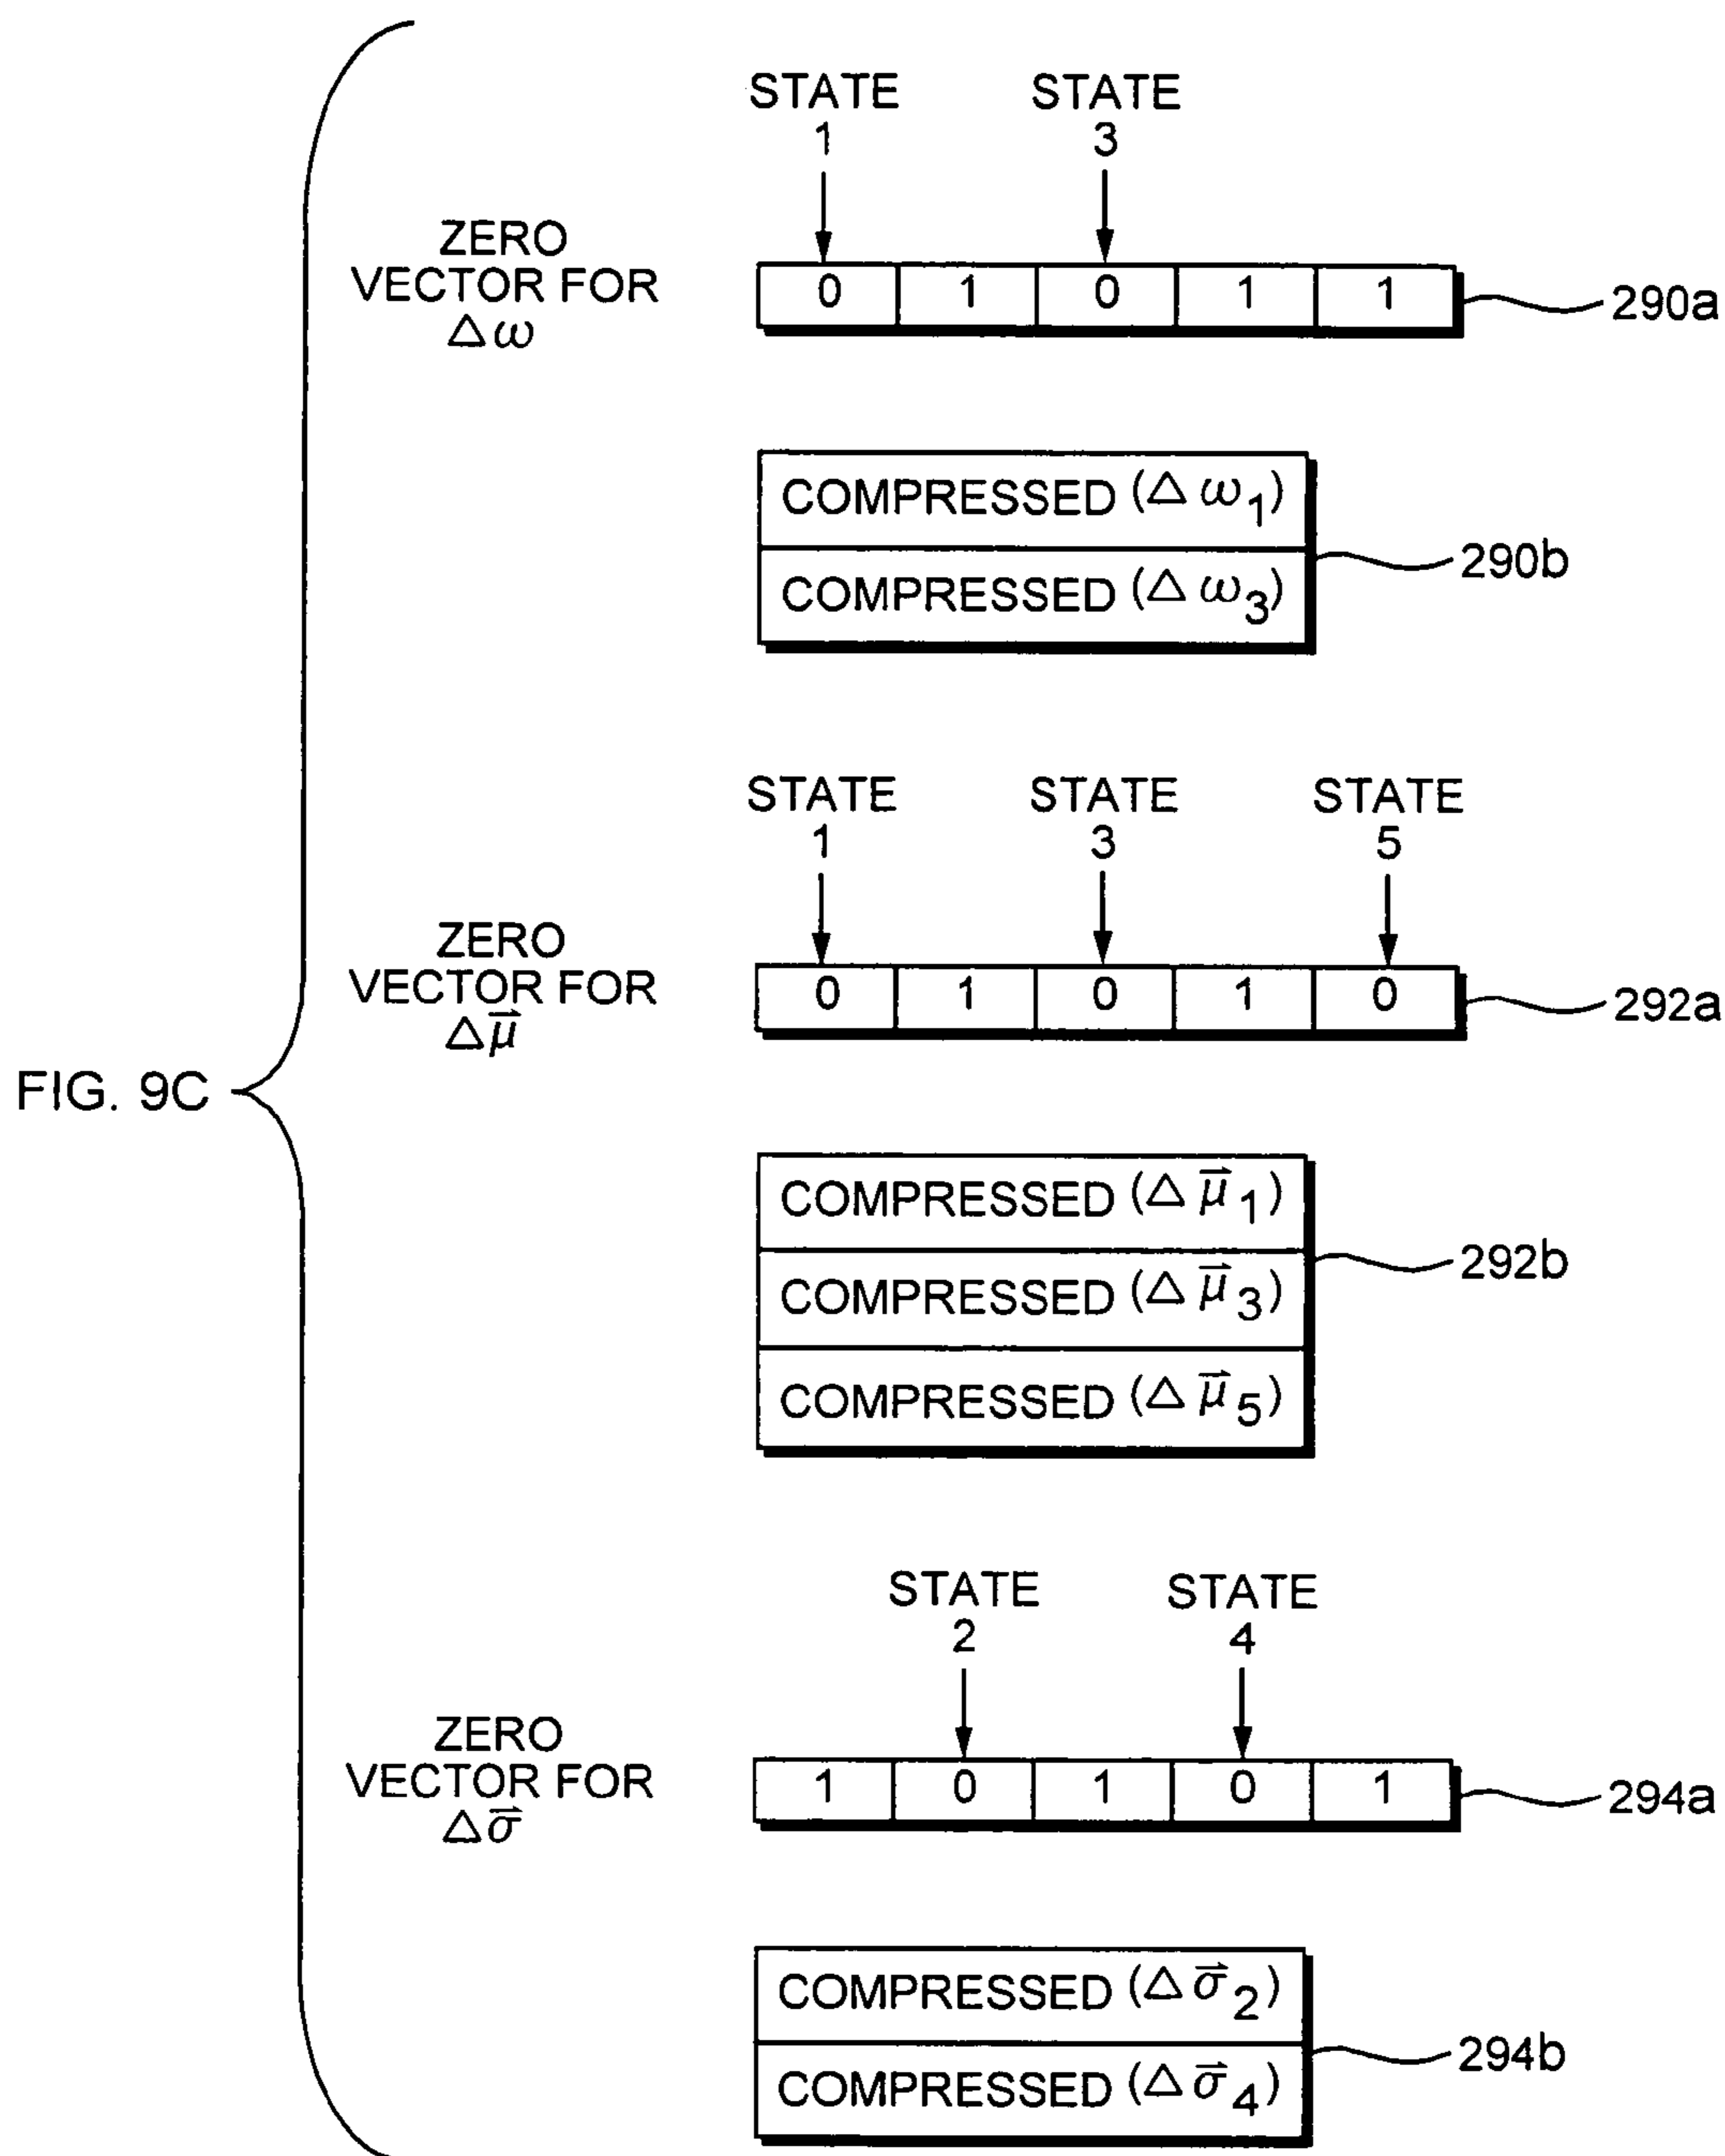 STATE 1
STATE 3
ZERO
VECTOR FOR
Δω
0 1 0 1 1
290a
COMPRESSED (Δω₁)
COMPRESSED (Δω₃)
290b
STATE 1
STATE 3
STATE 5
ZERO
VECTOR FOR
Δμ⃗
0 1 0 1 0
292a
FIG. 9C
COMPRESSED (Δμ⃗₁)
COMPRESSED (Δμ⃗₃)
COMPRESSED (Δμ⃗₅)
292b
STATE 2
STATE 4
ZERO
VECTOR FOR
Δσ⃗
1 0 1 0 1
294a
COMPRESSED (Δσ⃗₂)
COMPRESSED (Δσ⃗₄)
294b